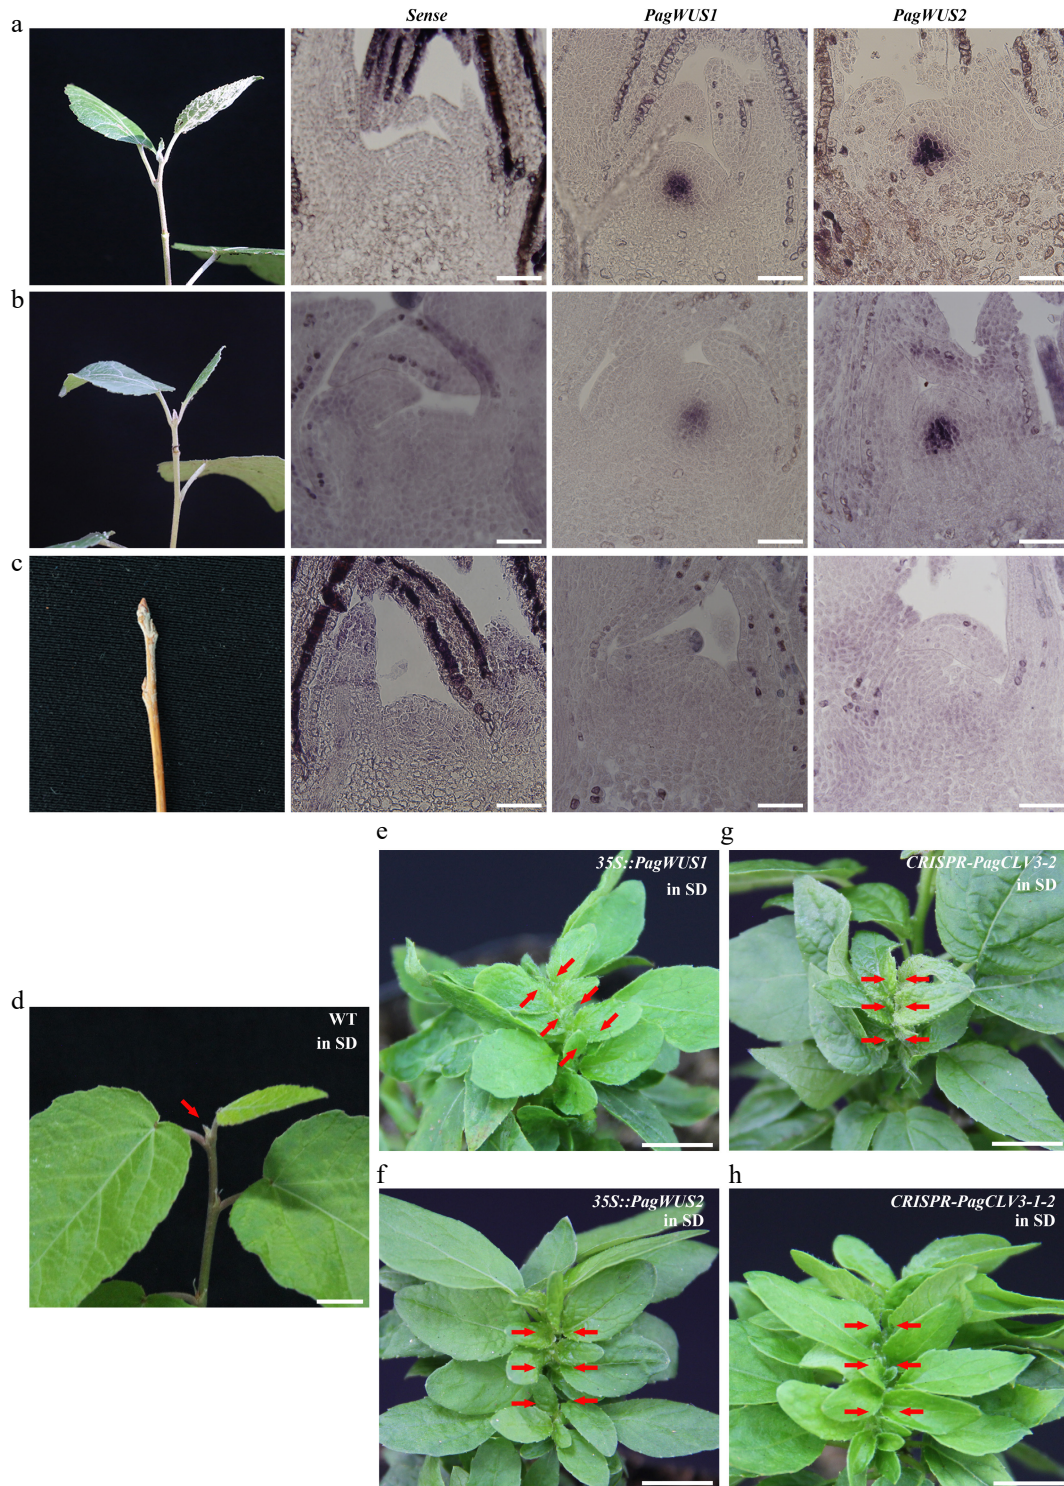 Sense PagWUS1 PagWUS2
a
b
c
d
WT
in SD
e
35S::PagWUS1
in SD
f
35S::PagWUS2
in SD
g
CRISPR-PagCLV3-2
in SD
h
CRISPR-PagCLV3-1-2
in SD